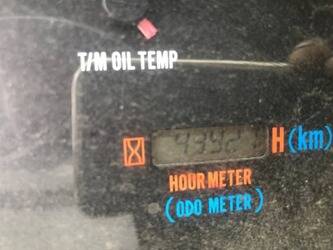 T/M OIL TEMP
H (km)
HOUR METER
(ODO METER)